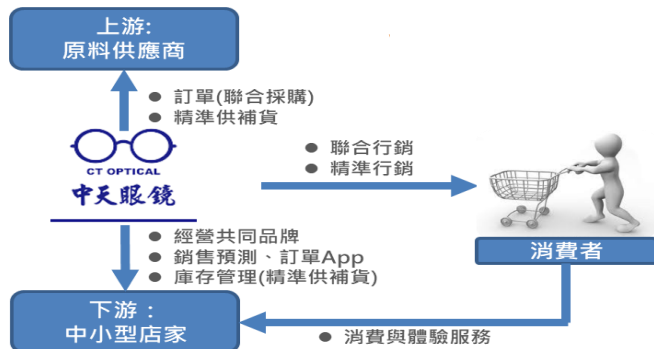 上游:
原料供應商
● 訂單(聯合採購)
● 精準供補貨
CT OPTICAL
中天眼鏡
● 聯合行銷
● 精準行銷
消費者
● 經營共同品牌
● 銷售預測、訂單App
● 庫存管理(精準供補貨)
下游：
中小型店家
● 消費與體驗服務